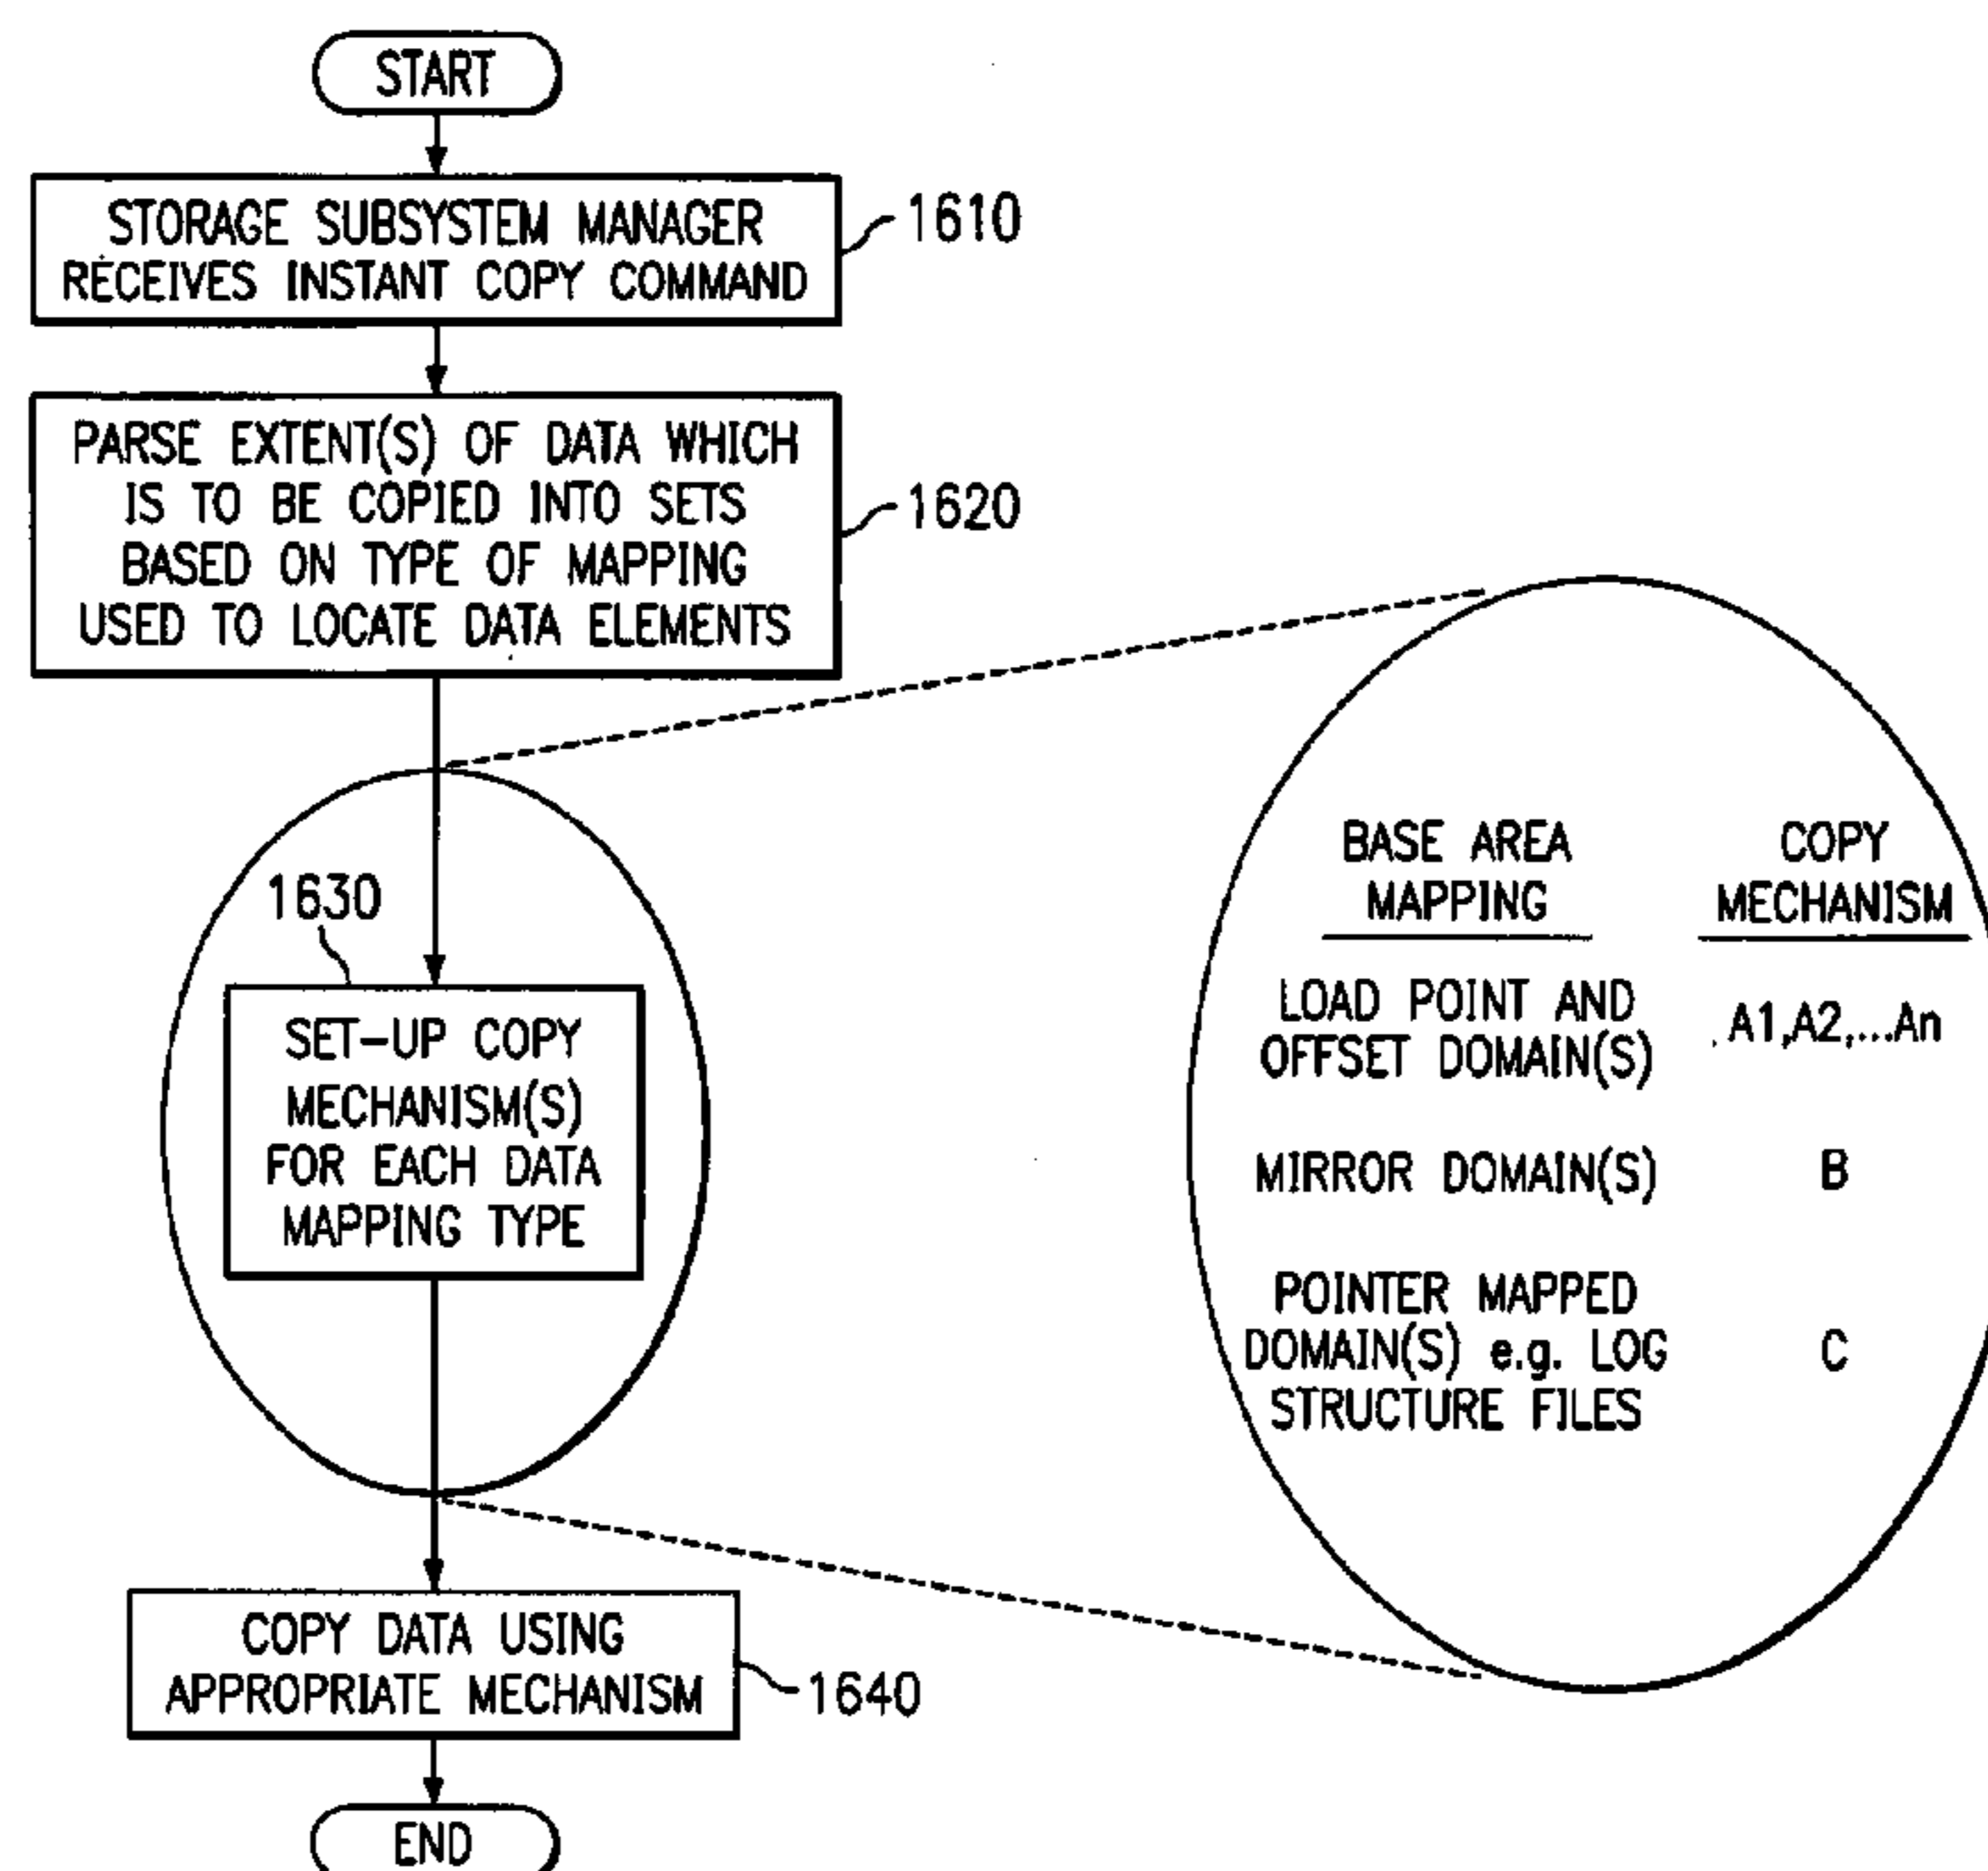 START
STORAGE SUBSYSTEM MANAGER
RECEIVES INSTANT COPY COMMAND
1610
PARSE EXTENT(S) OF DATA WHICH
IS TO BE COPIED INTO SETS
BASED ON TYPE OF MAPPING
USED TO LOCATE DATA ELEMENTS
1620
1630
SET-UP COPY
MECHANISM(S)
FOR EACH DATA
MAPPING TYPE
COPY DATA USING
APPROPRIATE MECHANISM
1640
END
BASE AREA
MAPPING
COPY
MECHANISM
LOAD POINT AND
OFFSET DOMAIN(S)
A1,A2,...An
MIRROR DOMAIN(S)
B
POINTER MAPPED
DOMAIN(S) e.g. LOG
STRUCTURE FILES
C